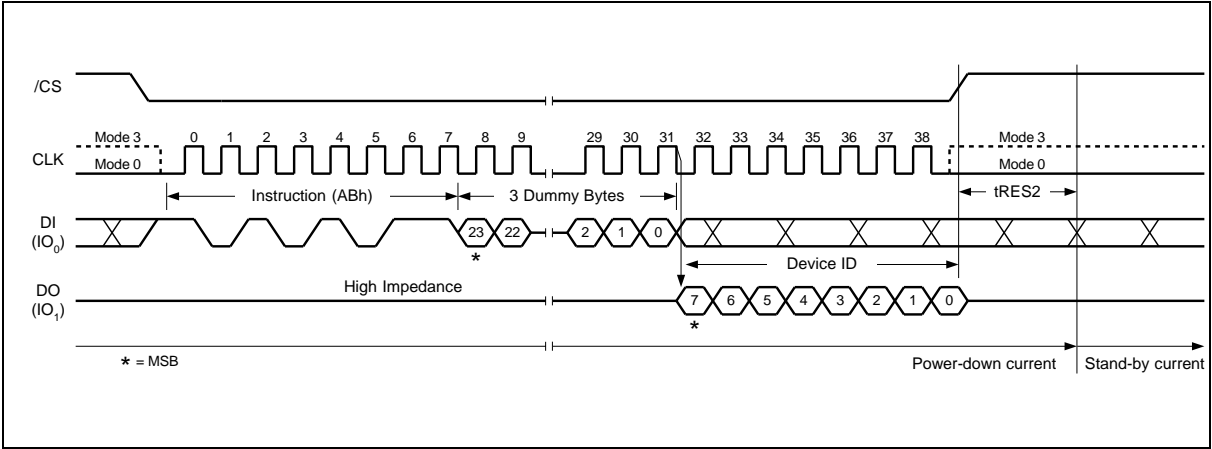 /CS
Mode 3 0 1 2 3 4 5 6 7 8 9 29 30 31 32 33 34 35 36 37 38 Mode 3
CLK
Mode 0 Mode 0
Instruction (ABh) 3 Dummy Bytes tRES2
DI
(IO0) 23 22 2 1 0
*
Device ID
High Impedance
DO
(IO1) 7 6 5 4 3 2 1 0
*
* = MSB Power-down current Stand-by current